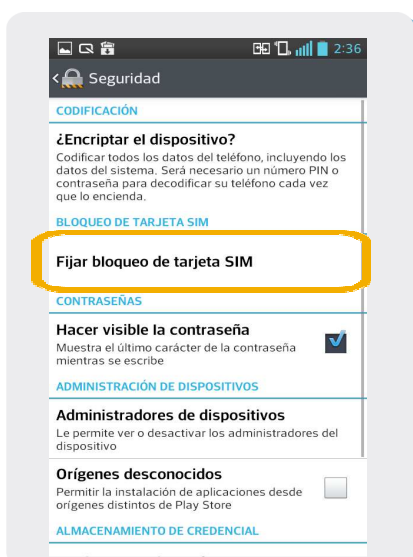 2:36
Seguridad
CODIFICACIÓN
¿Encriptar el dispositivo?
Codificar todos los datos del teléfono, incluyendo los
datos del sistema. Será necesario un número PIN o
contraseña para decodificar su teléfono cada vez
que lo encienda.
BLOQUEO DE TARJETA SIM
Fijar bloqueo de tarjeta SIM
CONTRASEÑAS
Hacer visible la contraseña
Muestra el último carácter de la contraseña
mientras se escribe
ADMINISTRACIÓN DE DISPOSITIVOS
Administradores de dispositivos
Le permite ver o desactivar los administradores del
dispositivo
Orígenes desconocidos
Permitir la instalación de aplicaciones desde
orígenes distintos de Play Store
ALMACENAMIENTO DE CREDENCIAL